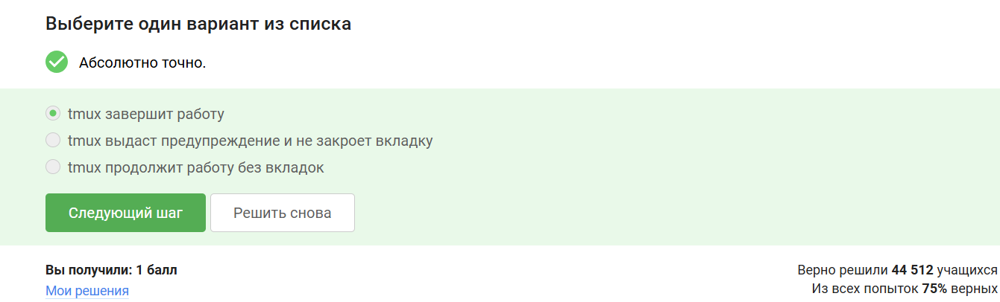 Выберите один вариант из списка
Абсолютно точно.
tmux завершит работу
tmux выдаст предупреждение и не закроет вкладку
tmux продолжит работу без вкладок
Следующий шаг
Решить снова
Вы получили: 1 балл
Мои решения
Верно решили 44 512 учащихся
Из всех попыток 75% верных